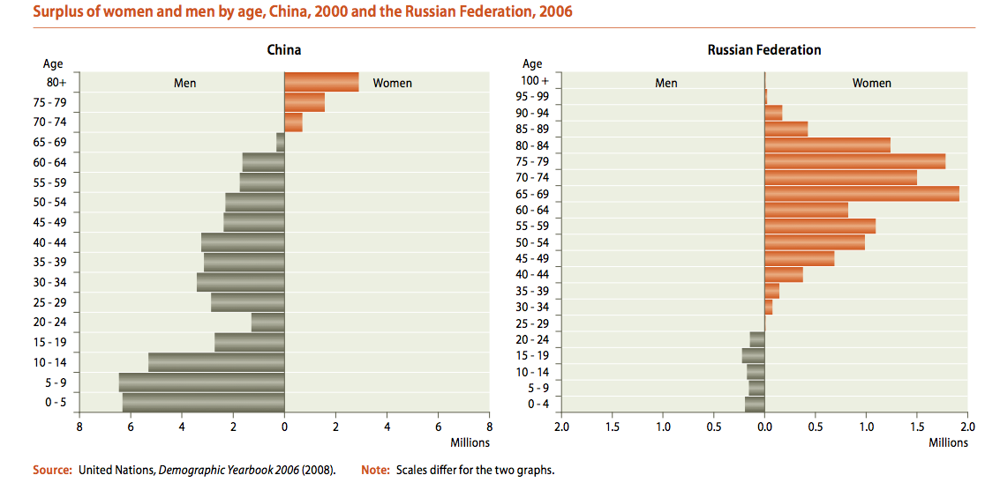 Surplus of women and men by age, China, 2000 and the Russian Federation, 2006
China
Age
Men
Women
80+
75 - 79
70 - 74
65 - 69
60 - 64
55 - 59
50 - 54
45 - 49
40 - 44
35 - 39
30 - 34
25 - 29
20 - 24
15 - 19
10 - 14
5 - 9
0 - 5
8 6 4 2 0 2 4 6 8
Millions
Russian Federation
Age
Men
Women
100 +
95 - 99
90 - 94
85 - 89
80 - 84
75 - 79
70 - 74
65 - 69
60 - 64
55 - 59
50 - 54
45 - 49
40 - 44
35 - 39
30 - 34
25 - 29
20 - 24
15 - 19
10 - 14
5 - 9
0 - 4
2.0 1.5 1.0 0.5 0.0 0.5 1.0 1.5 2.0
Millions
Source: United Nations, Demographic Yearbook 2006 (2008). Note: Scales differ for the two graphs.